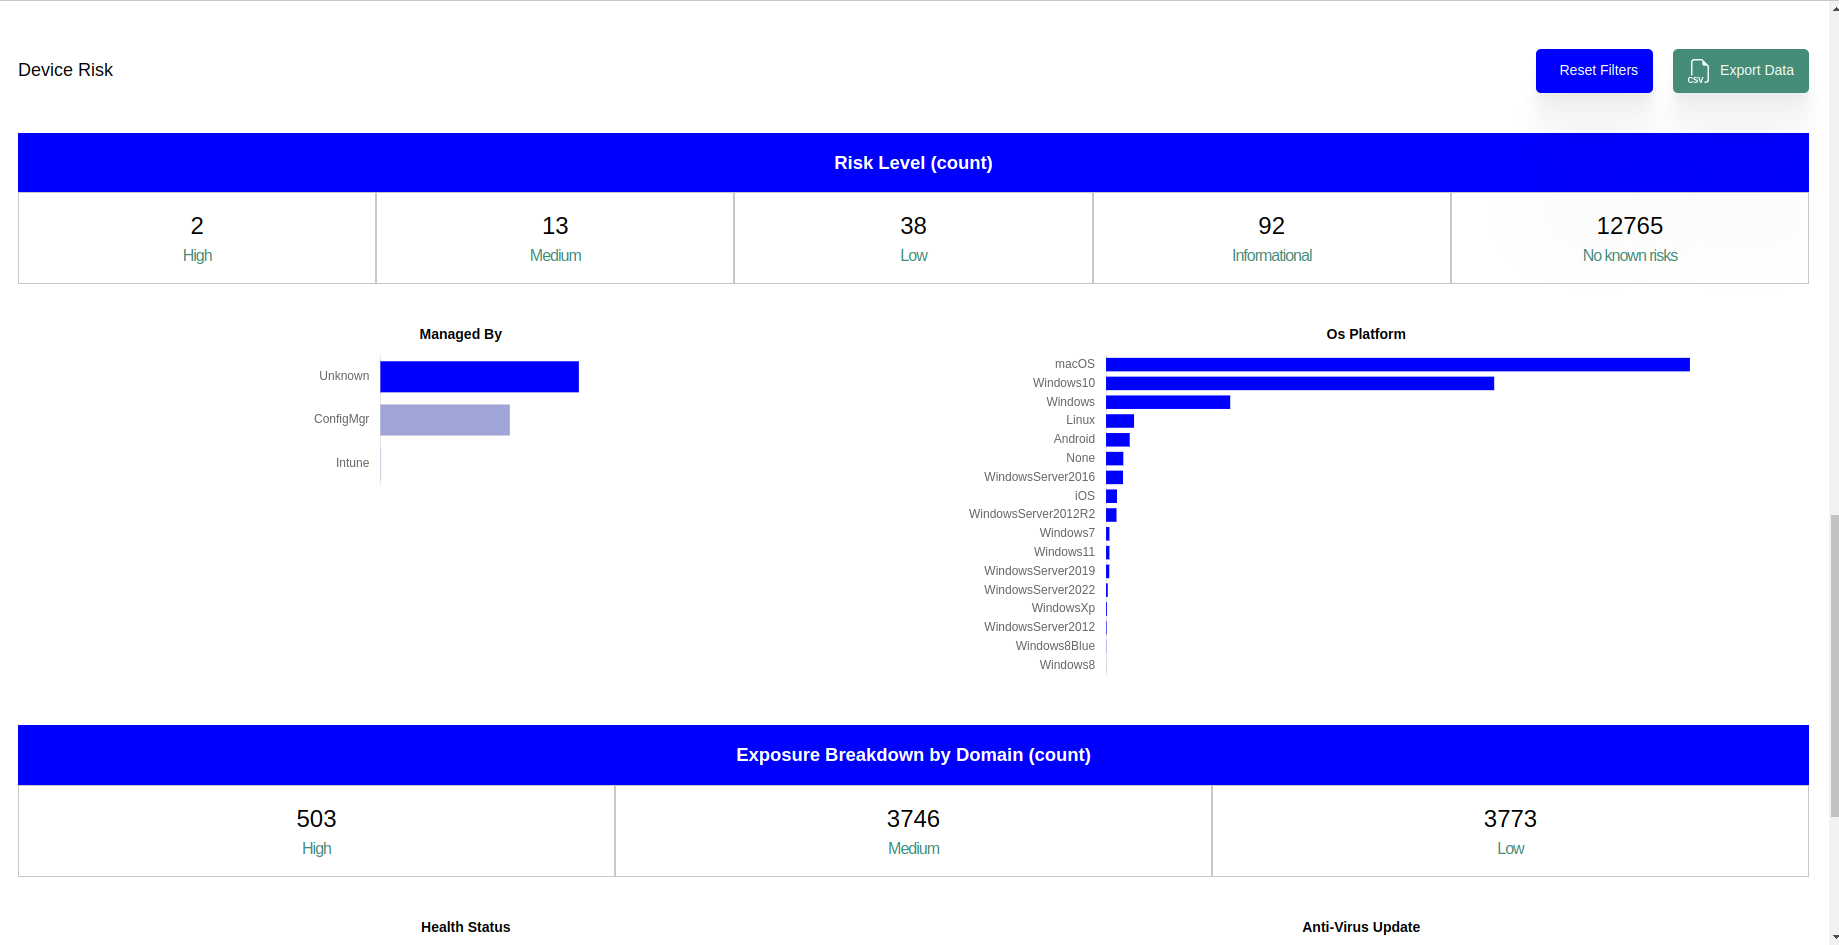 Device Risk
Reset Filters
CSV
Export Data
Risk Level (count)
2
High
13
Medium
38
Low
92
Informational
12765
No known risks
Managed By
Unknown
ConfigMgr
Intune
Os Platform
macOS
Windows10
Windows
Linux
Android
None
WindowsServer2016
iOS
WindowsServer2012R2
Windows7
Windows11
WindowsServer2019
WindowsServer2022
WindowsXp
WindowsServer2012
Windows8Blue
Windows8
Exposure Breakdown by Domain (count)
503
High
3746
Medium
3773
Low
Health Status
Anti-Virus Update